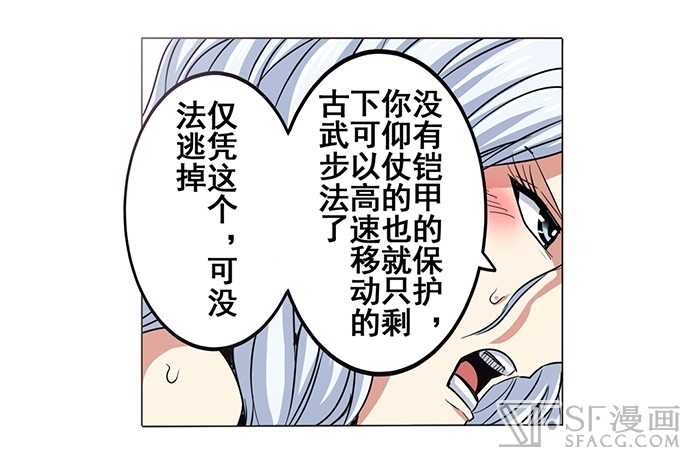 没有铠甲的保护，
你仰仗的也就只剩
下可以高速移动的
古武步法了
仅凭这个，可没
法逃掉
SF漫画
SFACG.COM